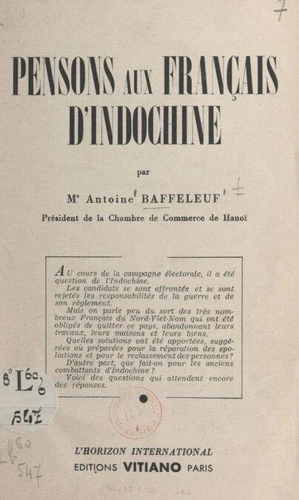 7
PENSONS AUX FRANÇAIS
D'INDOCHINE
par
Mᵉ Antoine BAFFELEUF
Président de la Chambre de Commerce de Hanoï
AU cours de la campagne électorale, il a été
question de l'Indochine.
Les candidats se sont affrontés et se sont
rejetés les responsabilités de la guerre et de
son règlement.
Mais on parte peu du sort des très nom-
breux Français du Nord-Viet-Nam qui ont été
obligés de quitter ce pays, abandonnant leurs
travaux, leurs maisons et leurs biens.
Quelles solutions ont été apportées, suggé-
rées ou préparées pour la réparation des spo-
liations et pour le reclassement des personnes?
D'autre part, que fait-on pour les anciens
combattants d'Indochine?
Voici des questions qui attendent encore
des réponses.
547
547
L'HORIZON INTERNATIONAL
EDITIONS VITIANO PARIS